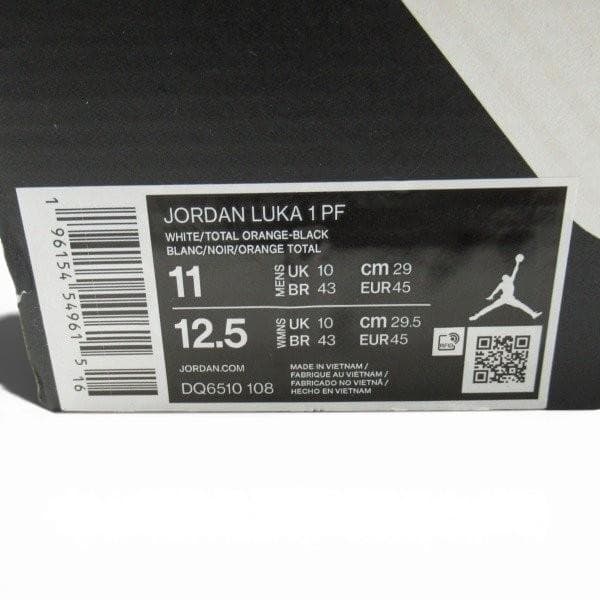 JORDAN LUKA 1 PF
WHITE/TOTAL ORANGE-BLACK
BLANC/NOIR/ORANGE TOTAL
11 MENS UK 10 cm 29
BR 43 EUR45
12.5 WMNS UK 10 cm 29.5
BR 43 EUR45
RFID
JORDAN.COM
DQ6510 108
MADE IN VIETNAM /
FABRIQUE AU VIETNAM /
FABRICADO NO VIETNÃ /
HECHO EN VIETNAM
1 96154 54961 5 16